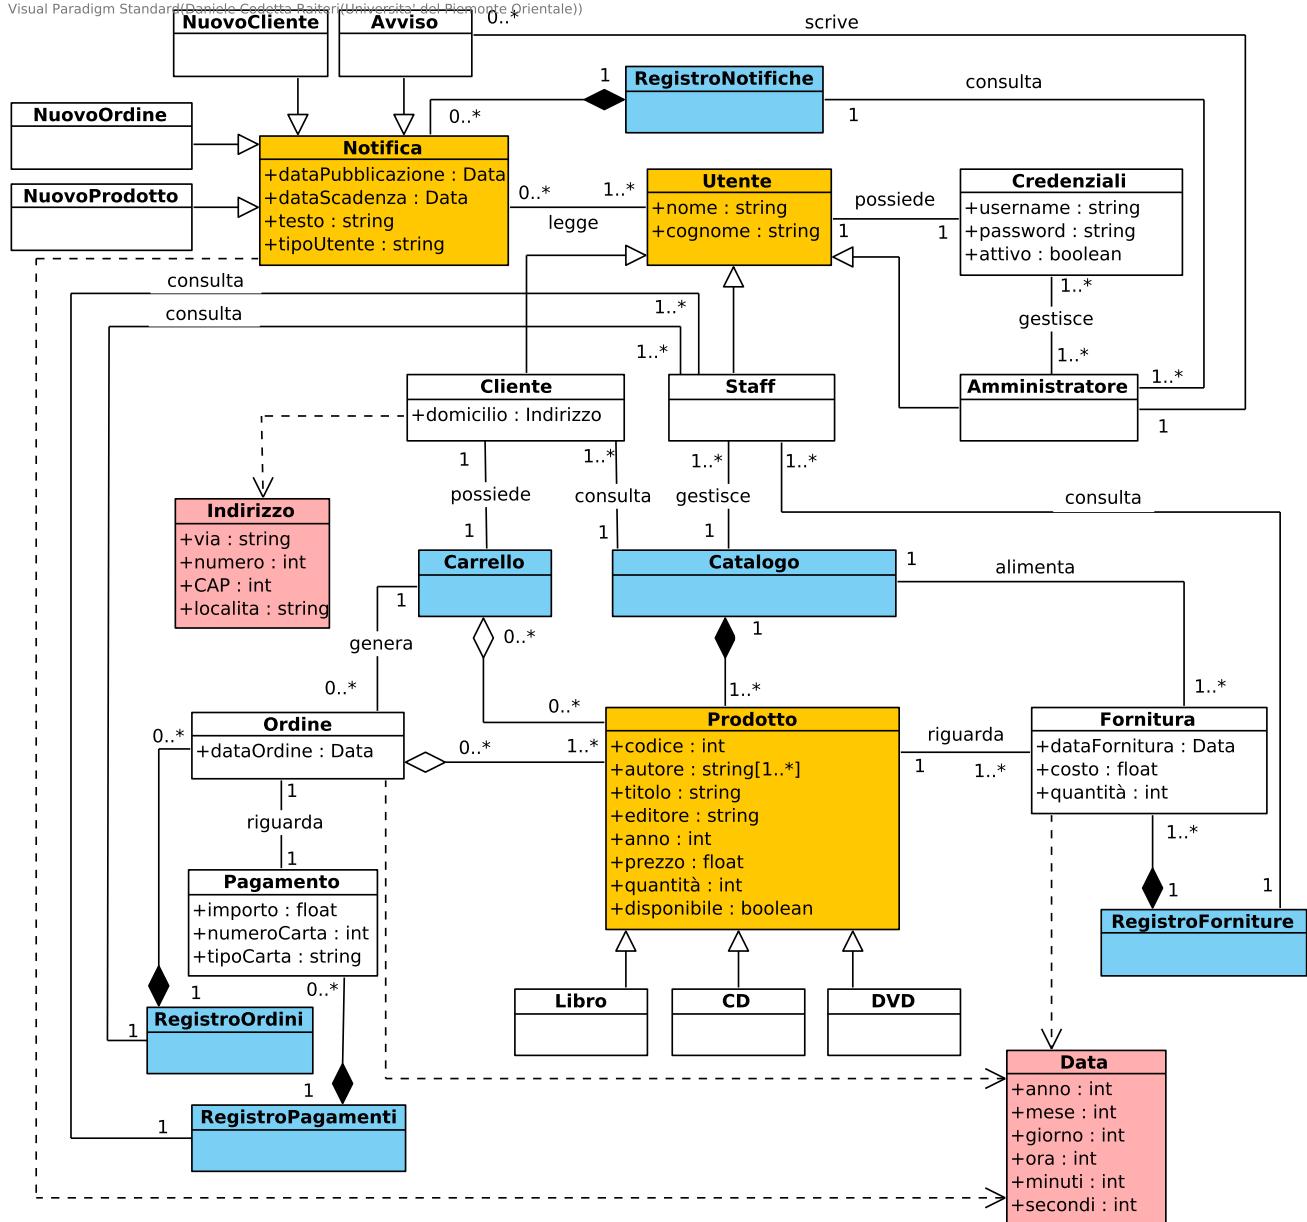 Visual Paradigm Standard(Daniele Codetta Raiteri(Universita' del Piemonte Orientale))
NuovoCliente
Avviso
0..*
scrive
RegistroNotifiche
1
0..*
consulta
1
NuovoOrdine
NuovoProdotto
Notifica
+dataPubblicazione : Data
+dataScadenza : Data
+testo : string
+tipoUtente : string
0..*
1..*
legge
Utente
+nome : string
+cognome : string
possiede
1
1
Credenziali
+username : string
+password : string
+attivo : boolean
1..*
gestisce
1..*
consulta
1..*
consulta
1..*
Cliente
+domicilio : Indirizzo
Staff
Amministratore
1..*
1
Indirizzo
+via : string
+numero : int
+CAP : int
+localita : string
1
possiede
1
1..*
consulta
1
1..*
gestisce
1
1..*
consulta
Carrello
Catalogo
1
alimenta
1..*
1
genera
0..*
0..*
0..*
1
1..*
Ordine
+dataOrdine : Data
0..*
0..*
1..*
Prodotto
+codice : int
+autore : string[1..*]
+titolo : string
+editore : string
+anno : int
+prezzo : float
+quantità : int
+disponibile : boolean
riguarda
1
1..*
Fornitura
+dataFornitura : Data
+costo : float
+quantità : int
1
riguarda
1
Pagamento
+importo : float
+numeroCarta : int
+tipoCarta : string
1..*
1
1
RegistroForniture
0..*
1
RegistroOrdini
1
1
RegistroPagamenti
1
Libro
CD
DVD
Data
+anno : int
+mese : int
+giorno : int
+ora : int
+minuti : int
+secondi : int